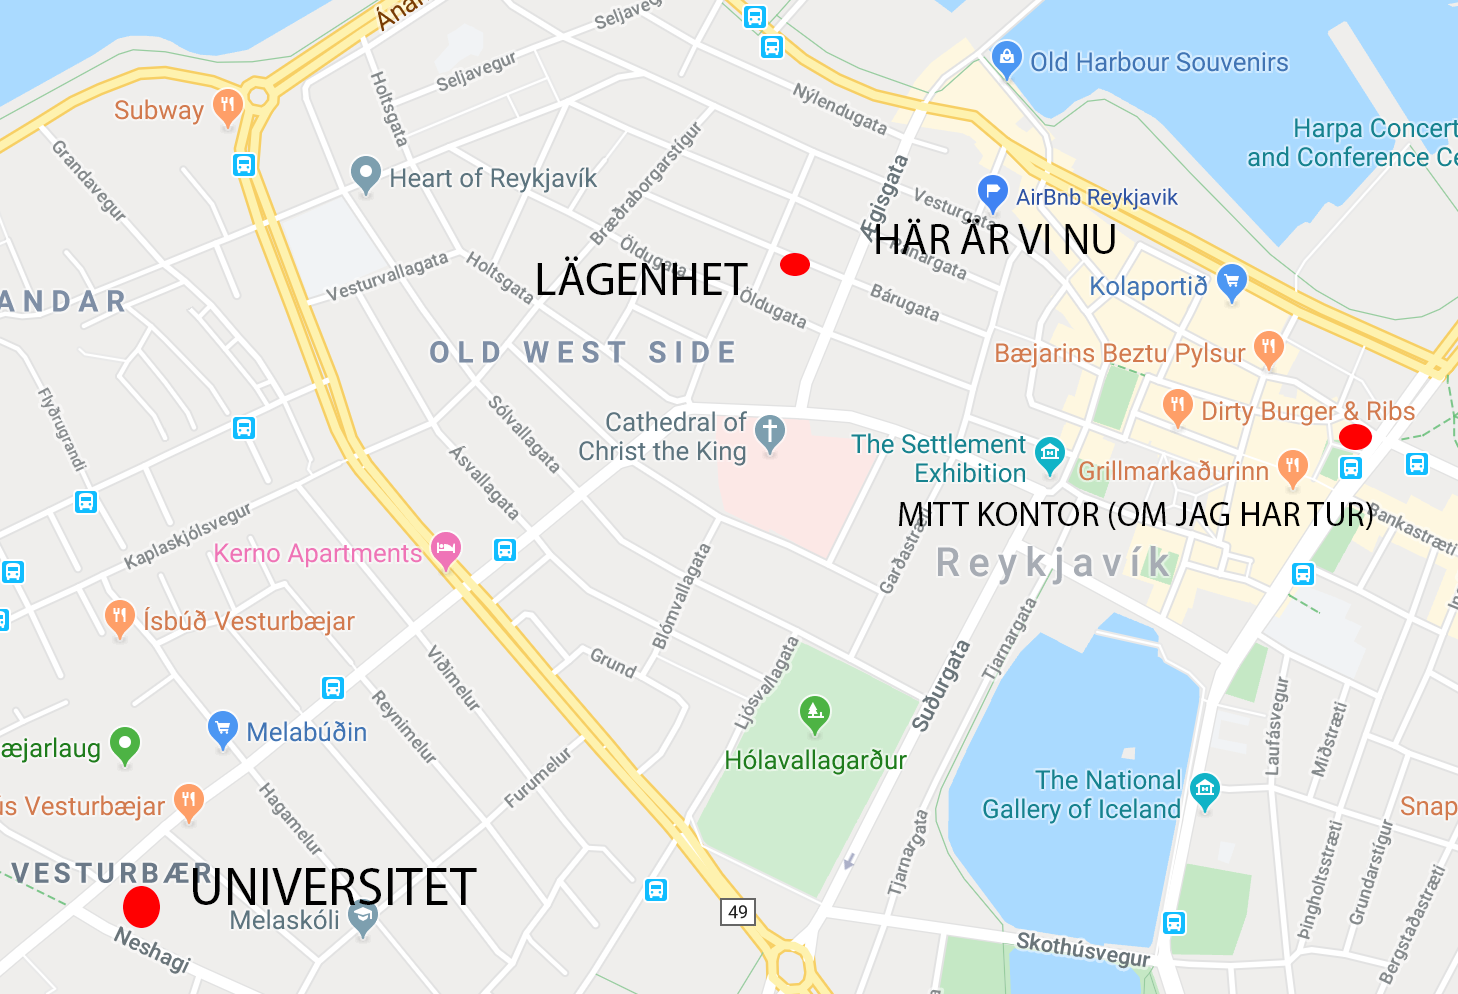 Ána
Seljaveg
Seljavegur
Holtsgata
Subway
Grandavegur
Heart of Reykjavík
Bræðraborgarstígur
Nýlendugata
Old Harbour Souvenirs
Harpa Concert
and Conference Ce
Ægisgata
Vesturgata
AirBnb Reykjavik
HÄR ÄR VI NU
Ránargata
LÄGENHET
Öldugata
Öldugata
Bárugata
Kolaportið
Vesturvallagata
Holtsgata
ANDAR
OLD WEST SIDE
Bæjarins Beztu Pylsur
Dirty Burger & Ribs
Flyðrugrandi
Sólvallagata
Cathedral of
Christ the King
The Settlement
Exhibition
Grillmarkaðurinn
Ásvallagata
MITT KONTOR (OM JAG HAR TUR)
Bankastræti
Kaplaskjólsvegur
Kerno Apartments
Garðastræti
Reykjavík
Ísbúð Vesturbæjar
Blómvallagata
Grund
Tjarnargata
Víðimelur
Ljósvallagata
Suðurgata
Reynimelur
Melabúðin
æjarlaug
Hólavallagarður
Laufásvegur
Miðstræti
Furumelur
The National
Gallery of Iceland
ús Vesturbæjar
Hagamelur
Snap
Tjarnargata
Þingholtsstræti
Grundarstígur
VESTURBÆR
UNIVERSITET
Melaskóli
49
Bergstaðastræti
Neshagi
Skothúsvegur